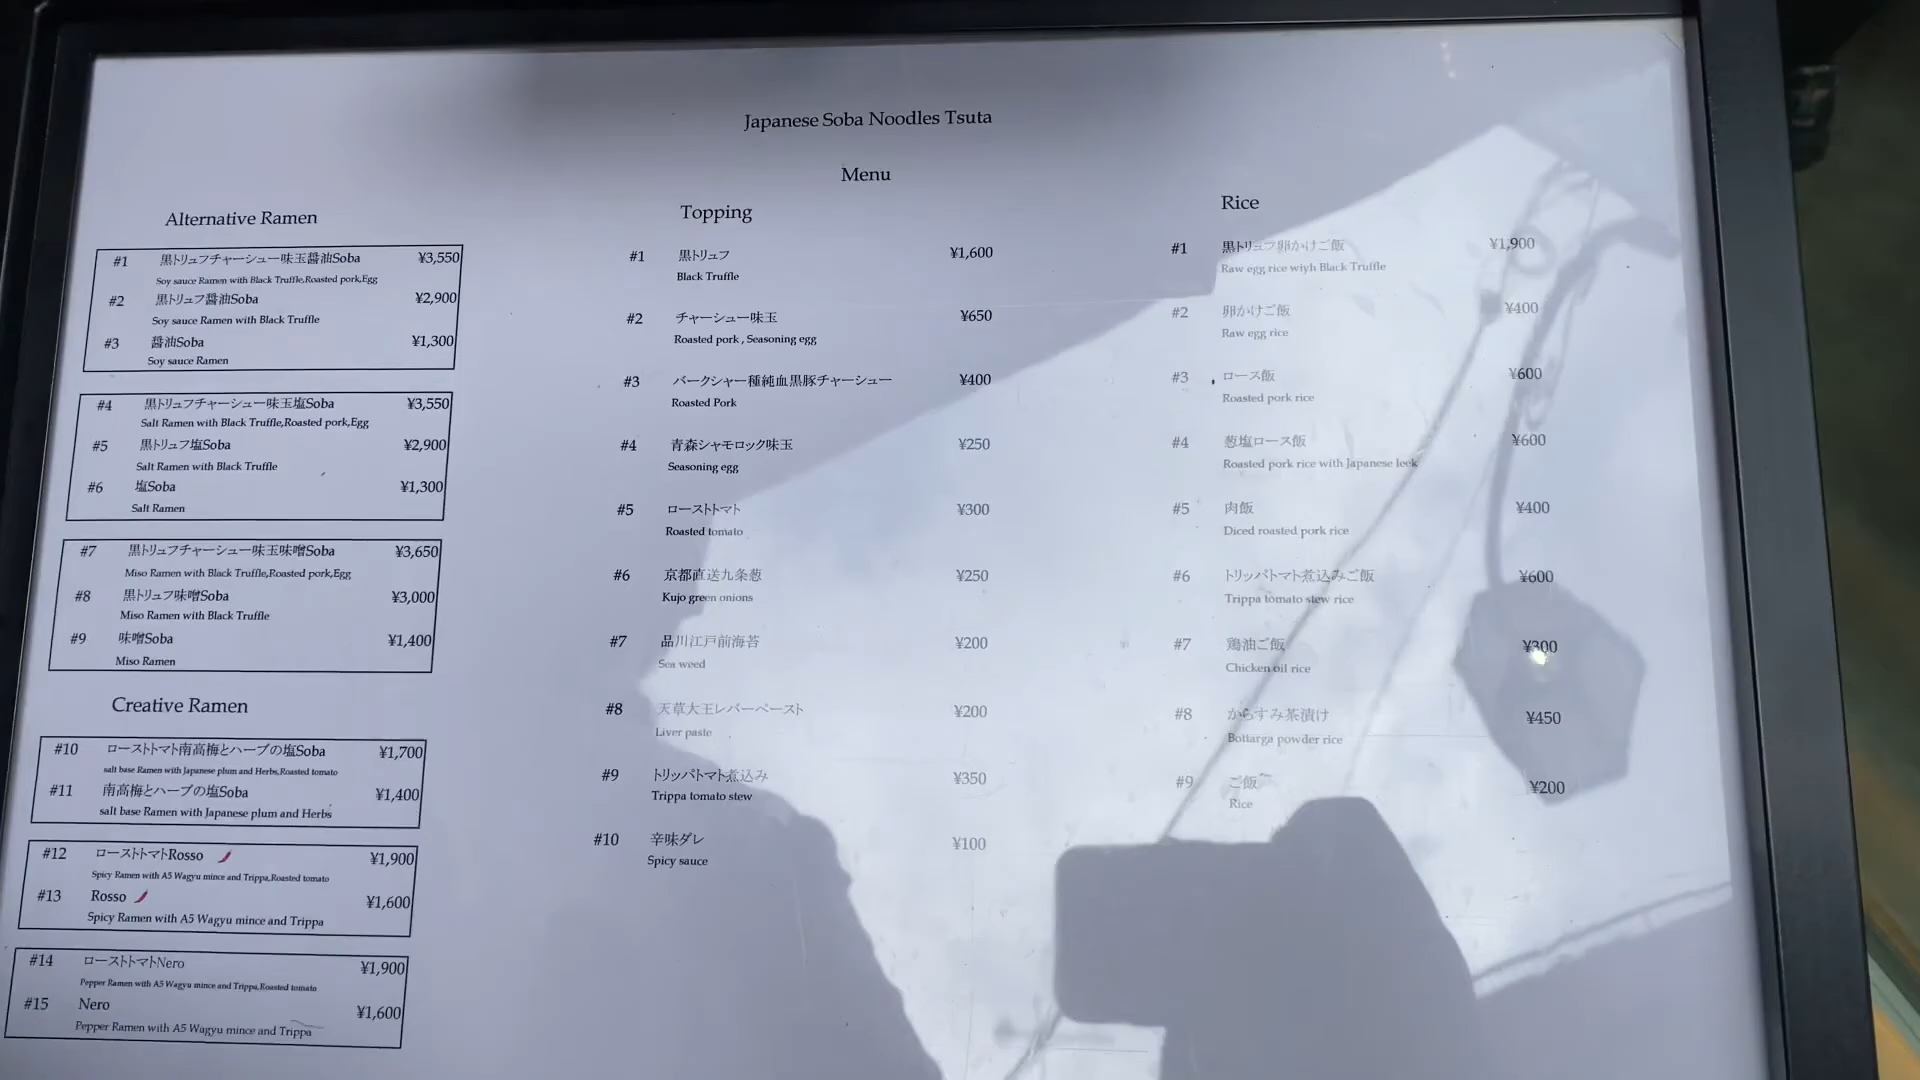 Japanese Soba Noodles Tsuta
Menu
Alternative Ramen
#1 黒トリュフチャーシュー味玉醤油Soba ¥3,550
Soy sauce Ramen with Black Truffle,Roasted pork,Egg
#2 黒トリュフ醤油Soba ¥2,900
Soy sauce Ramen with Black Truffle
#3 醤油Soba ¥1,300
Soy sauce Ramen
#4 黒トリュフチャーシュー味玉塩Soba ¥3,550
Salt Ramen with Black Truffle,Roasted pork,Egg
#5 黒トリュフ塩Soba ¥2,900
Salt Ramen with Black Truffle
#6 塩Soba ¥1,300
Salt Ramen
#7 黒トリュフチャーシュー味玉味噌Soba ¥3,650
Miso Ramen with Black Truffle,Roasted pork,Egg
#8 黒トリュフ味噌Soba ¥3,000
Miso Ramen with Black Truffle
#9 味噌Soba ¥1,400
Miso Ramen
Creative Ramen
#10 ローストトマト南高梅とハーブの塩Soba ¥1,700
salt base Ramen with Japanese plum and Herbs,Roasted tomato
#11 南高梅とハーブの塩Soba ¥1,400
salt base Ramen with Japanese plum and Herbs
#12 ローストトマトRosso ¥1,900
Spicy Ramen with A5 Wagyu mince and Trippa,Roasted tomato
#13 Rosso ¥1,600
Spicy Ramen with A5 Wagyu mince and Trippa
#14 ローストトマトNero ¥1,900
Pepper Ramen with A5 Wagyu mince and Trippa,Roasted tomato
#15 Nero ¥1,600
Pepper Ramen with A5 Wagyu mince and Trippa
Topping
#1 黒トリュフ ¥1,600
Black Truffle
#2 チャーシュー味玉 ¥650
Roasted pork , Seasoning egg
#3 バークシャー種純血黒豚チャーシュー ¥400
Roasted Pork
#4 青森シャモロック味玉 ¥250
Seasoning egg
#5 ローストトマト ¥300
Roasted tomato
#6 京都直送九条葱 ¥250
Kujo green onions
#7 品川江戸前海苔 ¥200
Sea weed
#8 天草大王レバーペースト ¥200
Liver paste
#9 トリッパトマト煮込み ¥350
Trippa tomato stew
#10 辛味ダレ ¥100
Spicy sauce
Rice
#1 黒トリュフ卵かけご飯 ¥1,900
Raw egg rice wiyh Black Truffle
#2 卵かけご飯 ¥400
Raw egg rice
#3 ロース飯 ¥600
Roasted pork rice
#4 葱塩ロース飯 ¥600
Roasted pork rice with Japanese leek
#5 肉飯 ¥400
Diced roasted pork rice
#6 トリッパトマト煮込みご飯 ¥600
Trippa tomato stew rice
#7 鶏油ご飯 ¥300
Chicken oil rice
#8 からすみ茶漬け ¥450
Bottarga powder rice
#9 ご飯 ¥200
Rice